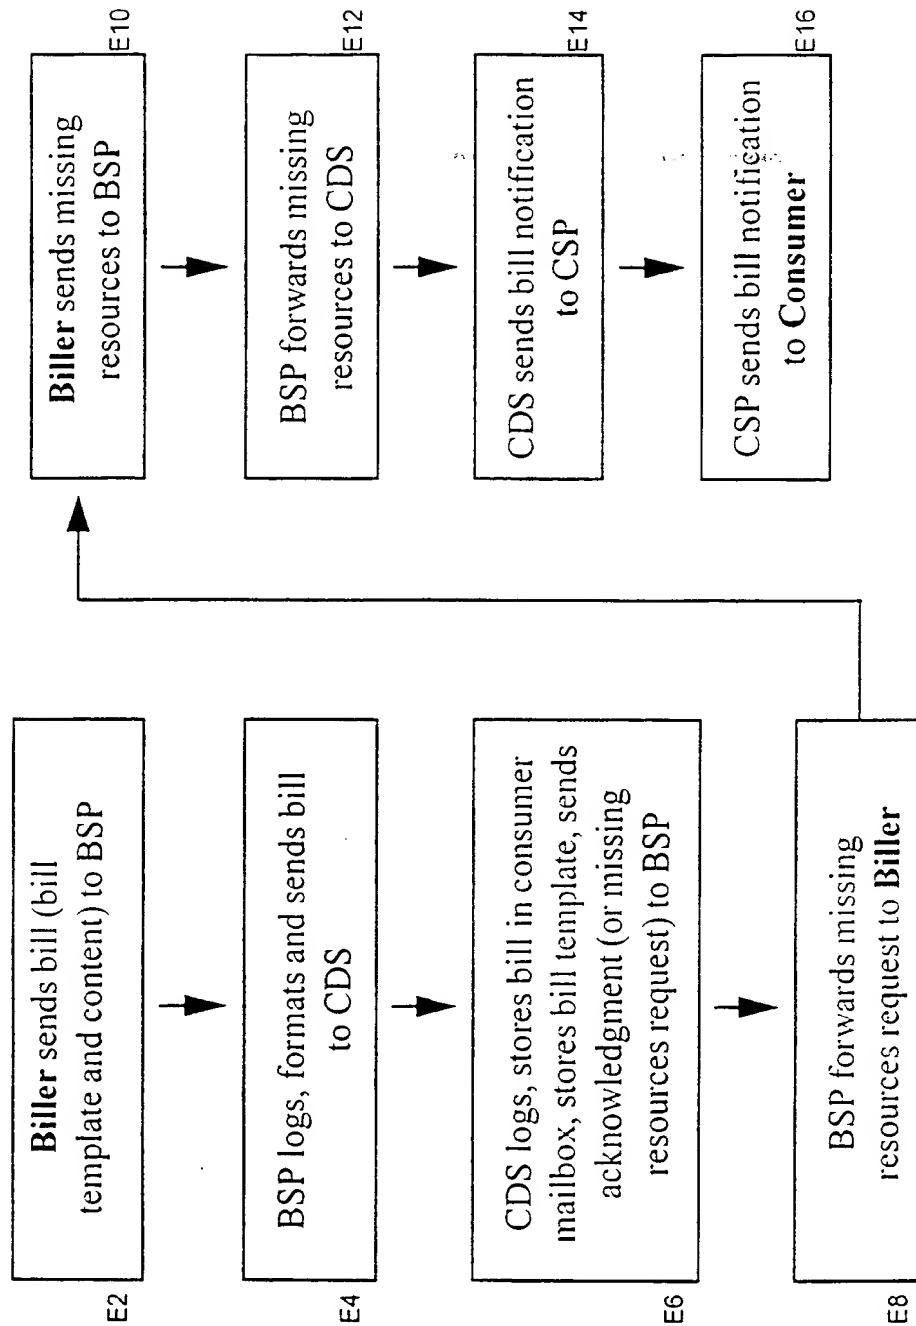 Biller sends bill (bill
template and content) to BSP
E2
BSP logs, formats and sends bill
to CDS
E4
CDS logs, stores bill in consumer
mailbox, stores bill template, sends
acknowledgment (or missing
resources request) to BSP
E6
BSP forwards missing
resources request to Biller
E8
Biller sends missing
resources to BSP
E10
BSP forwards missing
resources to CDS
E12
CDS sends bill notification
to CSP
E14
CSP sends bill notification
to Consumer
E16